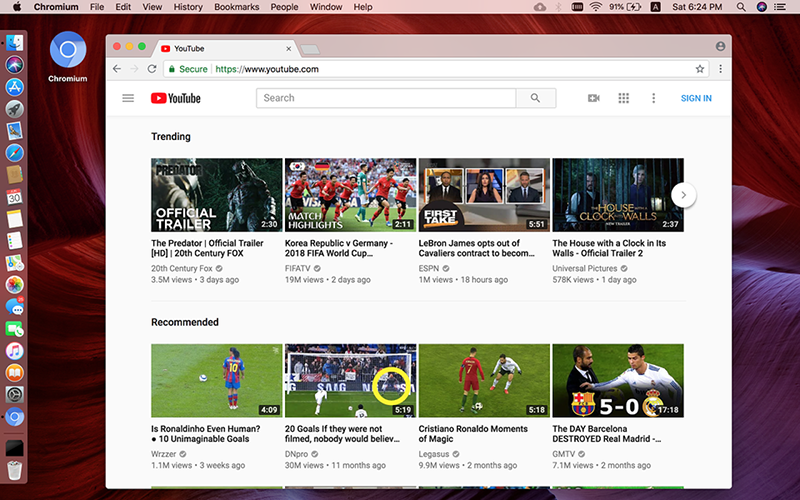 Chromium File Edit View History Bookmarks People Window Help 91% A Sat 6:24 PM
Chromium
YouTube
Secure https://www.youtube.com
YouTube Search SIGN IN
Trending
PREDATOR
OFFICIAL
TRAILER
2:30
MATCH
HIGHLIGHTS
2:11
FIRST
TAKE
5:51
THE HOUSE
WITH A
CLOCK IN ITS
WALLS
2:37
The Predator | Official Trailer
[HD] | 20th Century FOX
20th Century Fox
3.5M views • 3 days ago
Korea Republic v Germany -
2018 FIFA World Cup…
FIFATV
19M views • 2 days ago
LeBron James opts out of
Cavaliers contract to becom…
ESPN
1M views • 18 hours ago
The House with a Clock in Its
Walls - Official Trailer 2
Universal Pictures
578K views • 1 day ago
30
Recommended
10
4:09
5:19
7
5:18
5-0
17:18
Is Ronaldinho Even Human?
● 10 Unimaginable Goals
Wrzzer
1.1M views • 3 weeks ago
20 Goals If they were not
filmed, nobody would believ…
DNpro
30M views • 11 months ago
Cristiano Ronaldo Moments
of Magic
Legasus
9.9M views • 2 months ago
The DAY Barcelona
DESTROYED Real Madrid -…
GMTV
7.1M views • 2 months ago